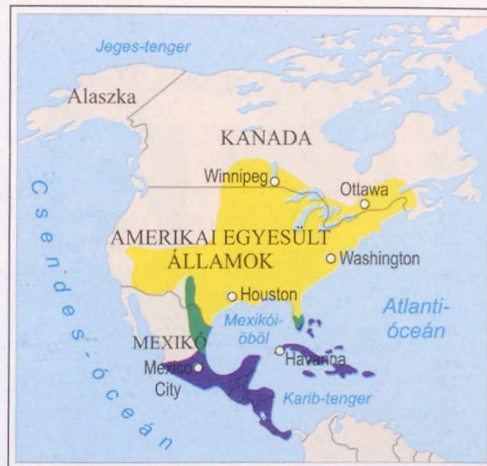 Jeges-tenger
Alaszka
KANADA
Winnipeg
Ottawa
AMERIKAI EGYESÜLT
ÁLLAMOK
Washington
Houston
Csendes-óceán
Mexikói-
öböl
Atlanti-
óceán
MEXIKÓ
Havanna
Mexico
City
Karib-tenger